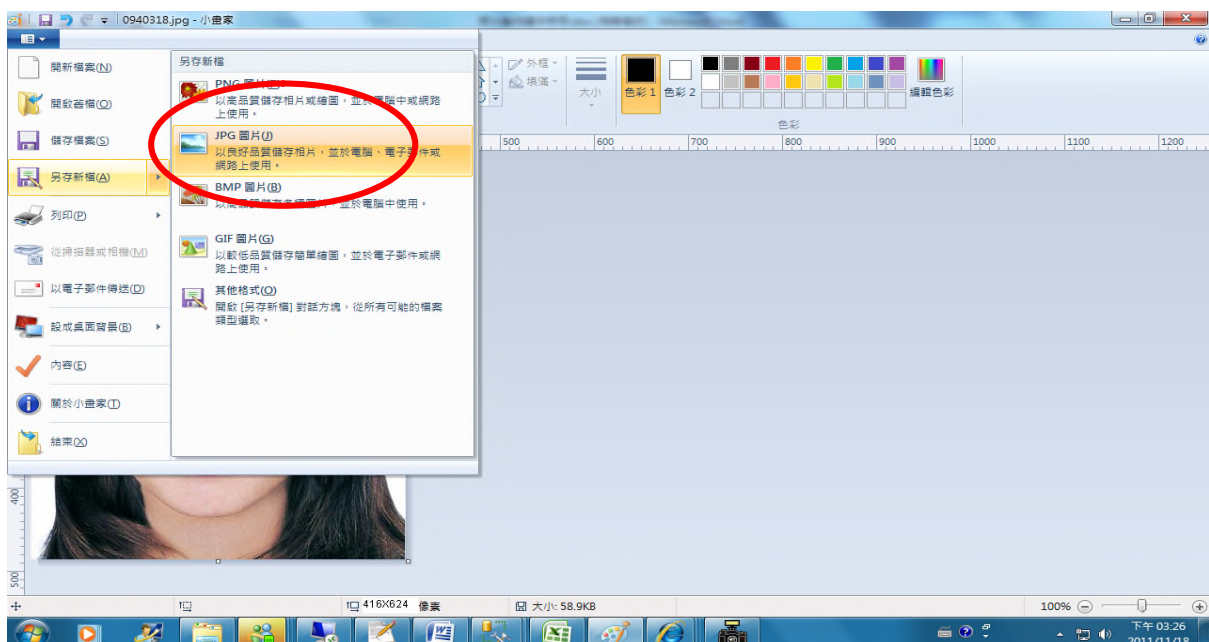 0940318.jpg - 小畫家
開新檔案(N)
開啟舊檔(O)
儲存檔案(S)
另存新檔(A)
列印(P)
從掃描器或相機(M)
以電子郵件傳送(D)
設成桌面背景(B)
內容(E)
關於小畫家(T)
結束(X)
另存新檔
PNG 圖片(P)
以高品質儲存相片或繪圖，並於電腦中或網路
上使用。
JPG 圖片(J)
以良好品質儲存相片，並於電腦、電子郵件或
網路上使用。
BMP 圖片(B)
以高品質儲存各種圖片，並於電腦中使用。
GIF 圖片(G)
以較低品質儲存簡單繪圖，並於電子郵件或網
路上使用。
其他格式(O)
開啟 [另存新檔] 對話方塊，從所有可能的檔案
類型選取。
外框
填滿
大小
色彩 1
色彩 2
編輯色彩
色彩
500 600 700 800 900 1000 1100 1200
400
500
416X624 像素
大小: 58.9KB
100%
下午 03:26
2011/11/18